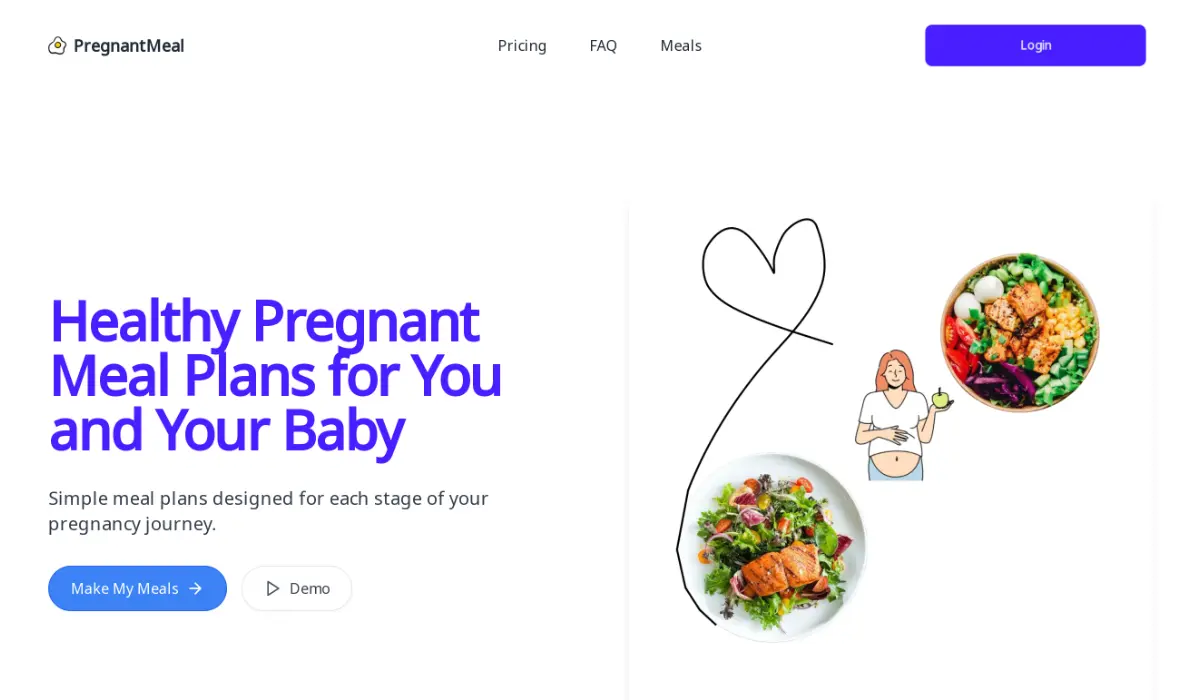 PregnantMeal
Pricing
FAQ
Meals
Login
Healthy Pregnant
Meal Plans for You
and Your Baby
Simple meal plans designed for each stage of your
pregnancy journey.
Make My Meals
Demo